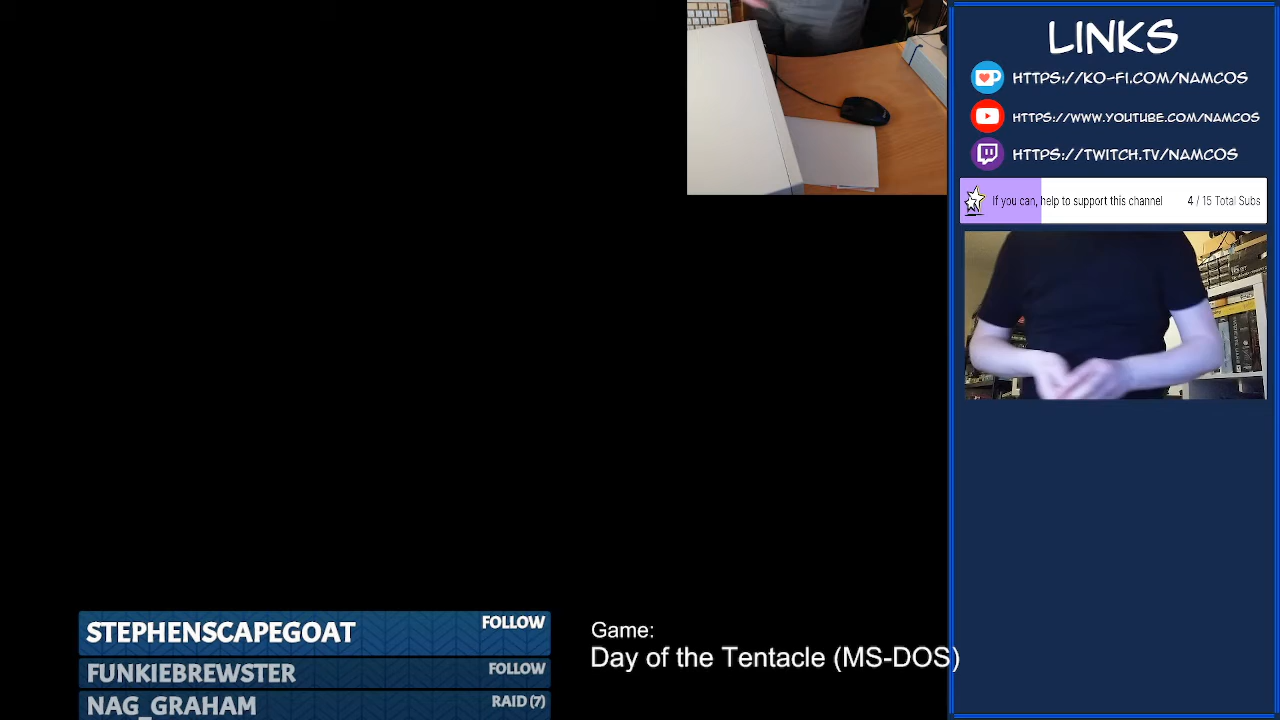 LINKS
HTTPS://KO-FI.COM/NAMCOS
HTTPS://WWW.YOUTUBE.COM/NAMCOS
HTTPS://TWITCH.TV/NAMCOS
If you can, help to support this channel 4 / 15 Total Subs
STEPHENSCAPEGOAT FOLLOW
FUNKIEBREWSTER FOLLOW
NAG_GRAHAM RAID (7)
Game:
Day of the Tentacle (MS-DOS)